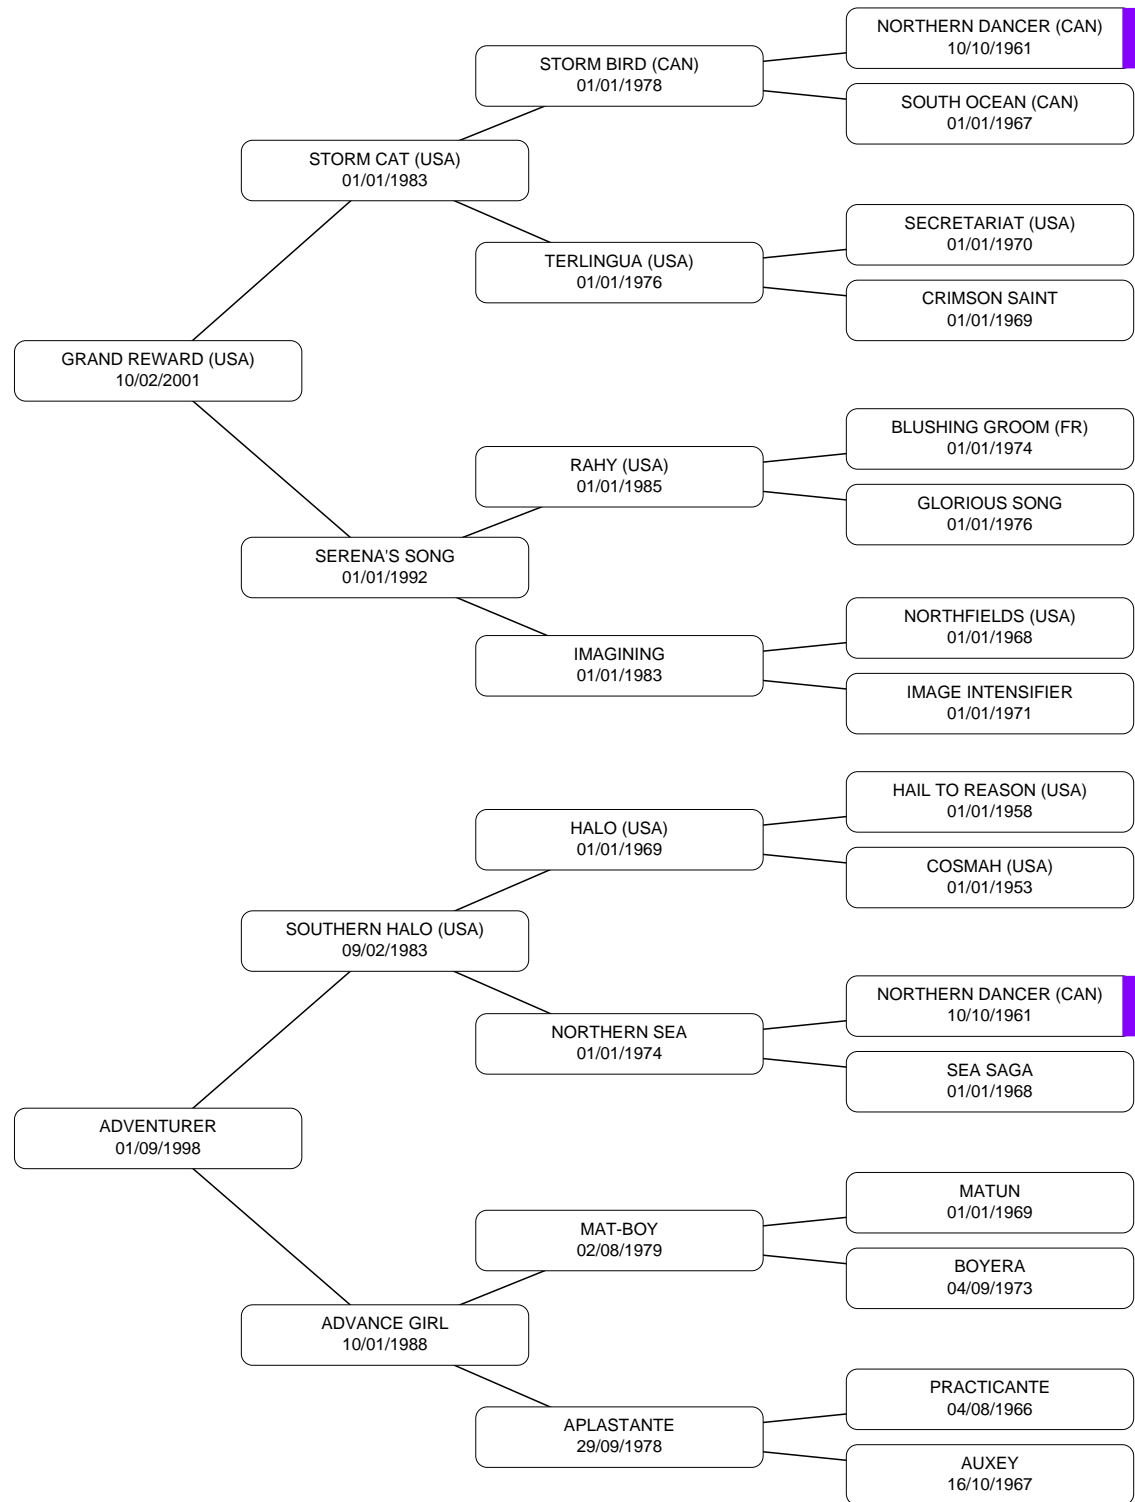 NORTHERN DANCER (CAN)
10/10/1961
STORM BIRD (CAN)
01/01/1978
SOUTH OCEAN (CAN)
01/01/1967
STORM CAT (USA)
01/01/1983
SECRETARIAT (USA)
01/01/1970
TERLINGUA (USA)
01/01/1976
CRIMSON SAINT
01/01/1969
GRAND REWARD (USA)
10/02/2001
BLUSHING GROOM (FR)
01/01/1974
RAHY (USA)
01/01/1985
GLORIOUS SONG
01/01/1976
SERENA'S SONG
01/01/1992
NORTHFIELDS (USA)
01/01/1968
IMAGINING
01/01/1983
IMAGE INTENSIFIER
01/01/1971
HAIL TO REASON (USA)
01/01/1958
HALO (USA)
01/01/1969
COSMAH (USA)
01/01/1953
SOUTHERN HALO (USA)
09/02/1983
NORTHERN DANCER (CAN)
10/10/1961
NORTHERN SEA
01/01/1974
SEA SAGA
01/01/1968
ADVENTURER
01/09/1998
MATUN
01/01/1969
MAT-BOY
02/08/1979
BOYERA
04/09/1973
ADVANCE GIRL
10/01/1988
PRACTICANTE
04/08/1966
APLASTANTE
29/09/1978
AUXEY
16/10/1967